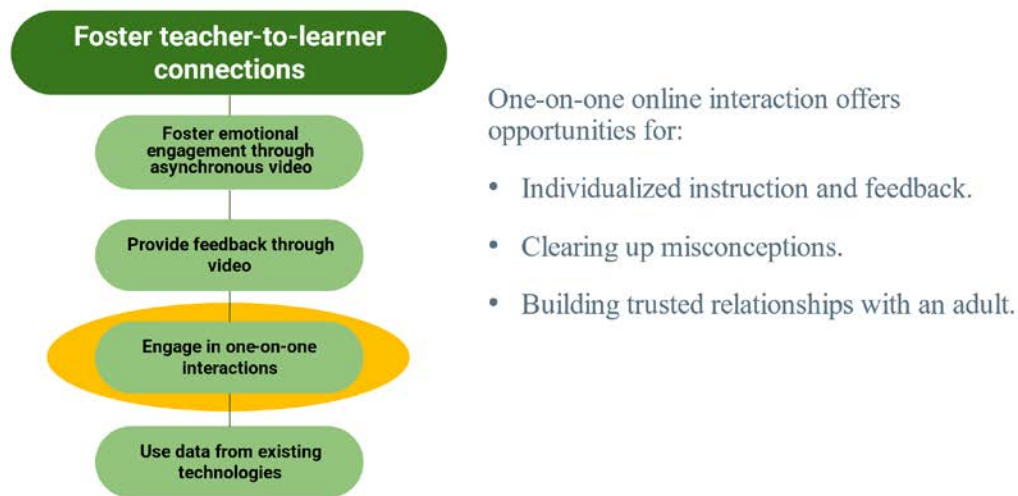 Foster teacher-to-learner
connections
Foster emotional
engagement through
asynchronous video
Provide feedback through
video
Engage in one-on-one
interactions
Use data from existing
technologies
One-on-one online interaction offers
opportunities for:
• Individualized instruction and feedback.
• Clearing up misconceptions.
• Building trusted relationships with an adult.